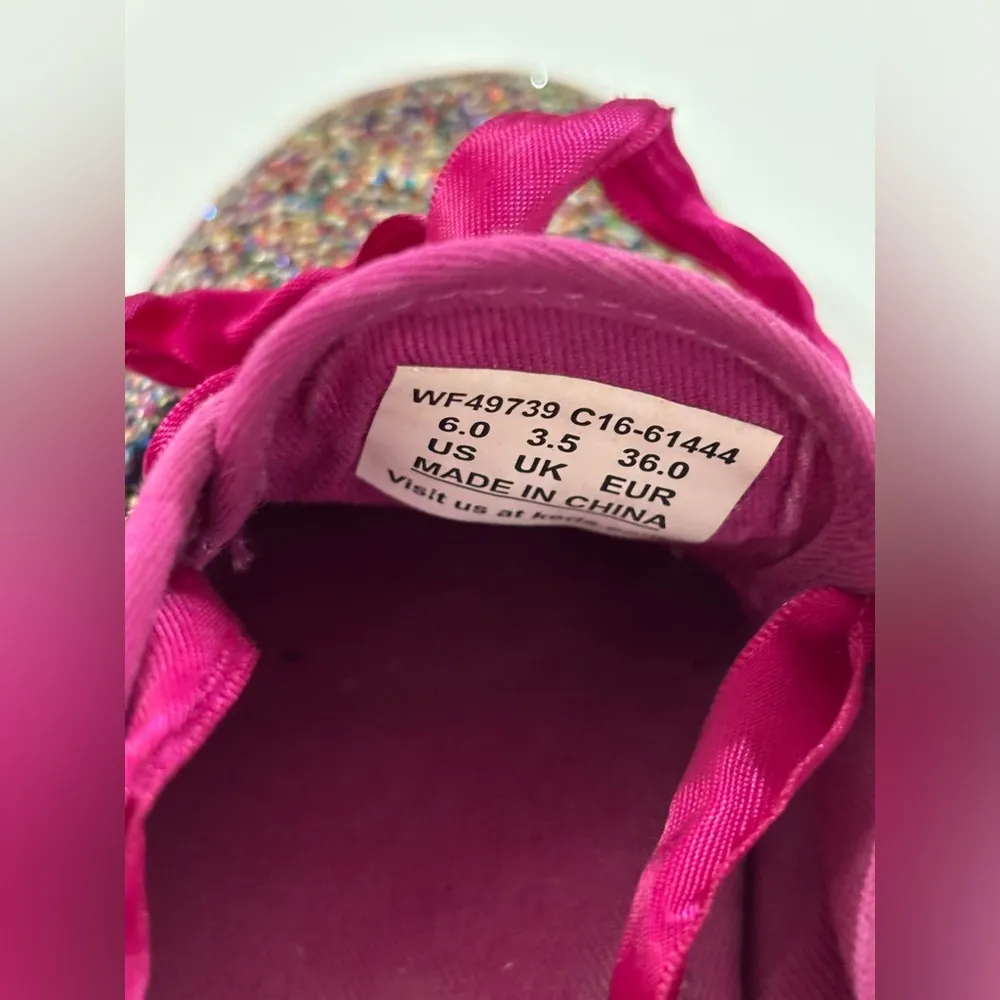 WF49739 C16-61444
6.0 3.5 36.0
US UK EUR
MADE IN CHINA
Visit us at